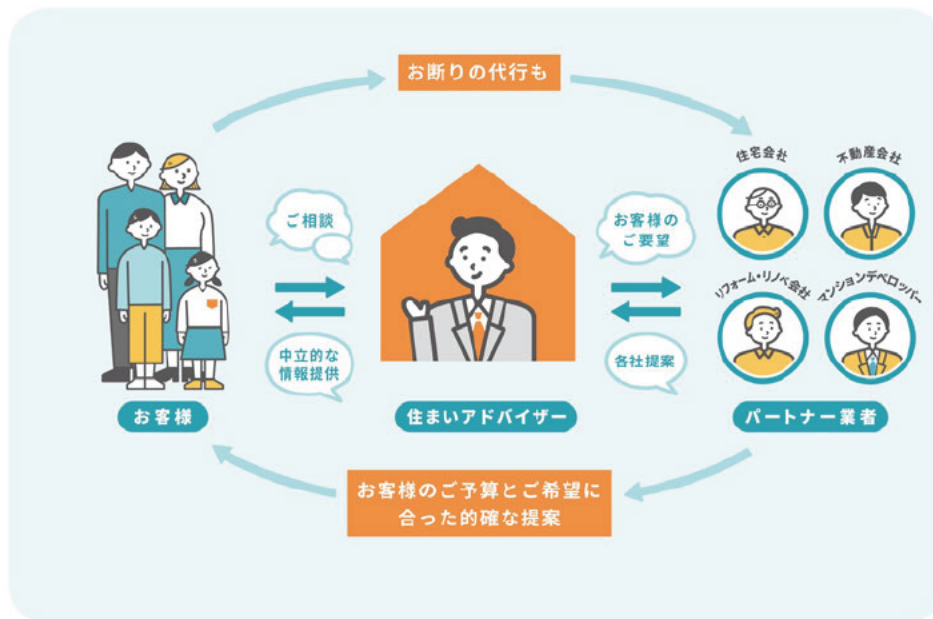 お断りの代行も
住宅会社
不動産会社
ご相談
お客様の
ご要望
リフォーム・リノベ会社
マンションデベロッパー
中立的な
情報提供
各社提案
お客様
住まいアドバイザー
パートナー業者
お客様のご予算とご希望に
合った的確な提案